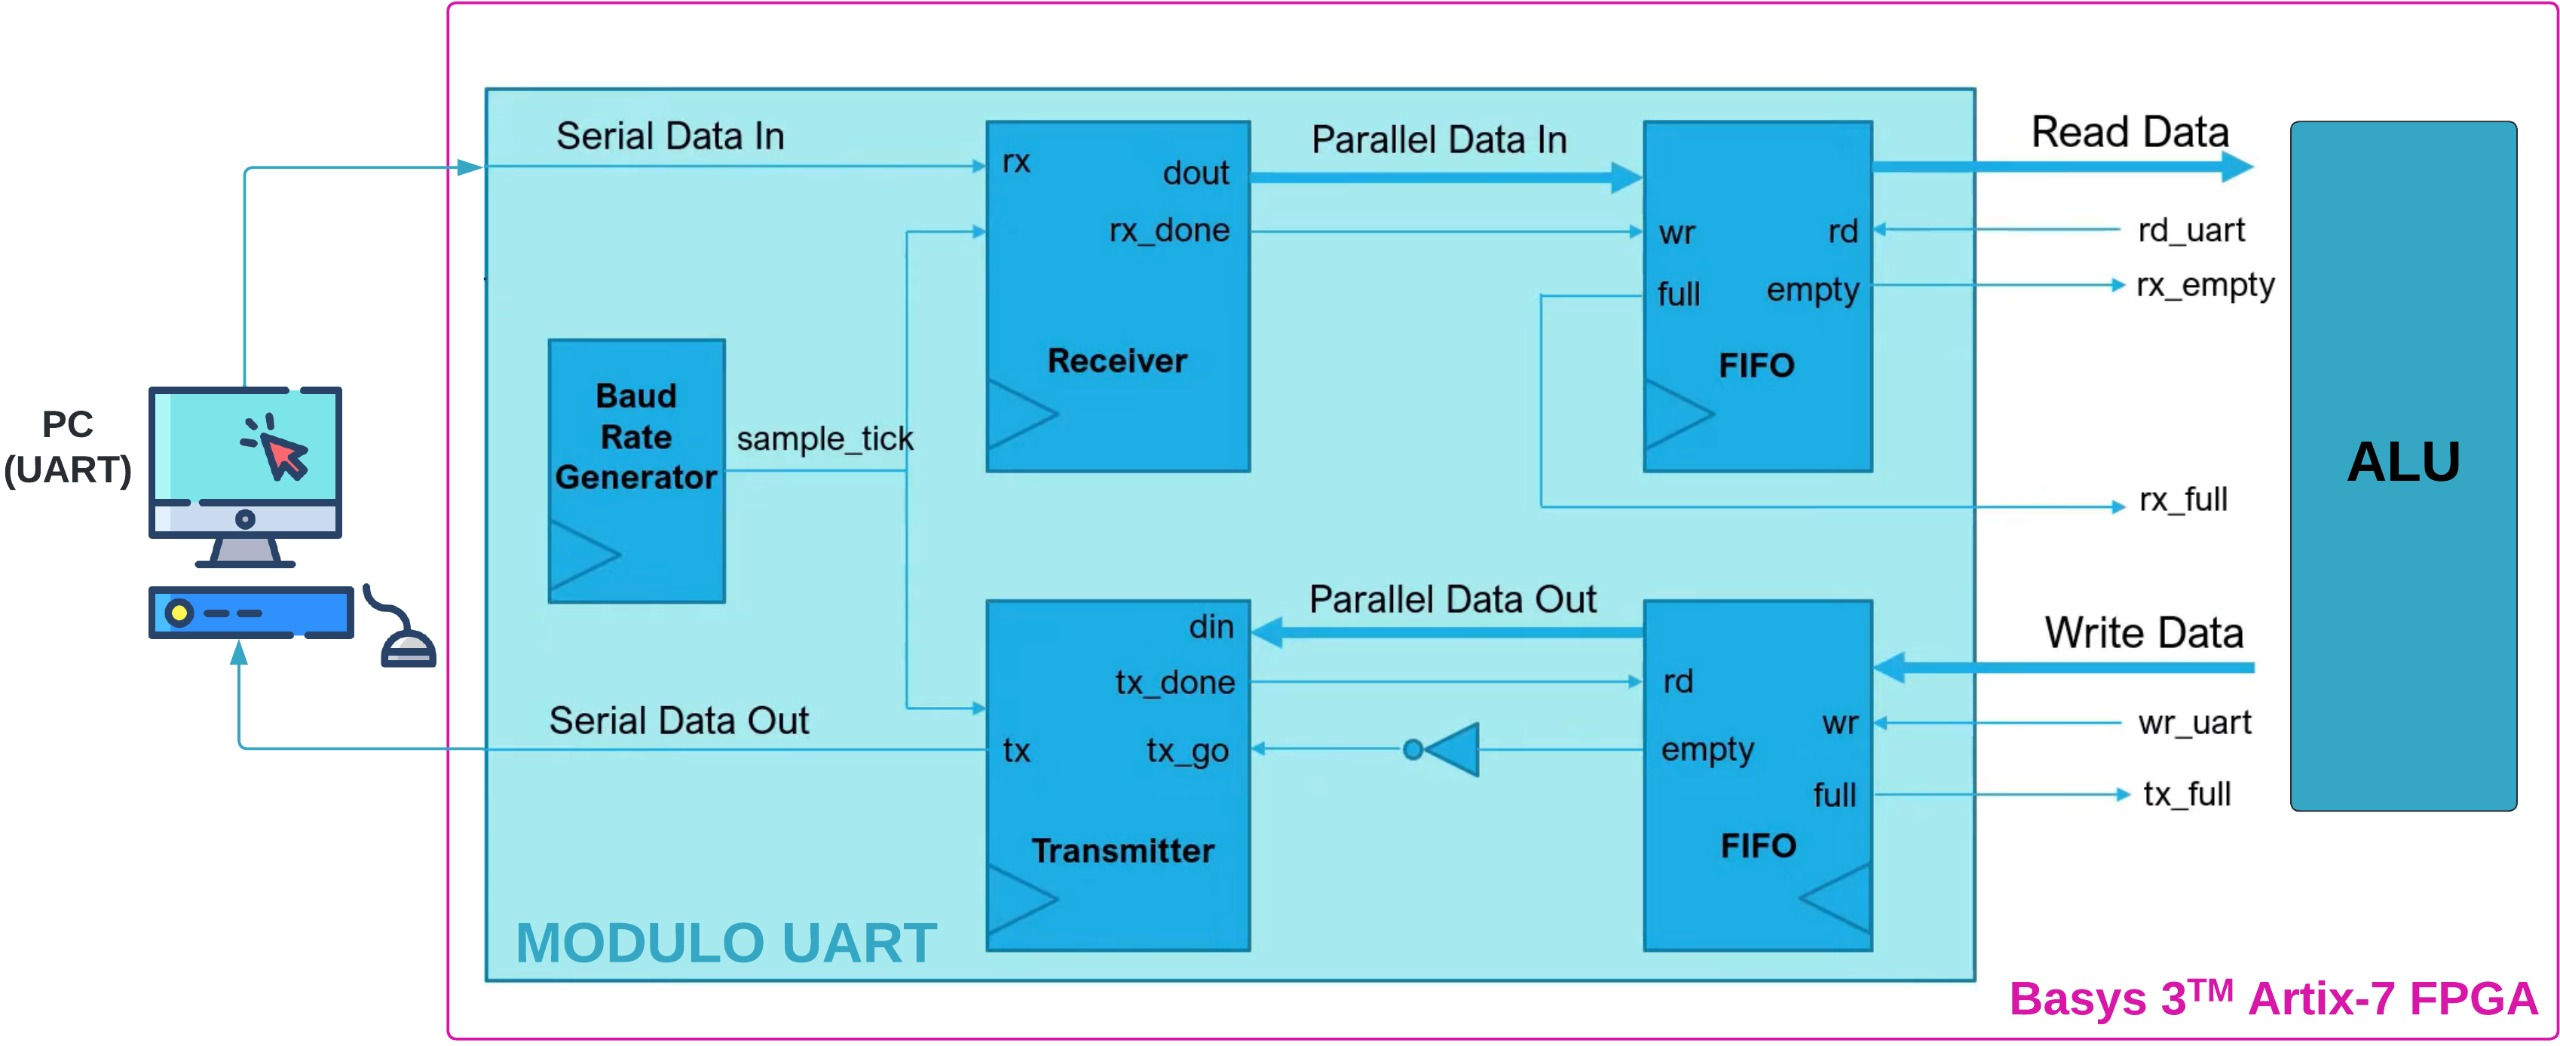 PC
(UART)
Serial Data In
Baud
Rate
Generator
sample_tick
rx
dout
rx_done
Receiver
Parallel Data In
wr
rd
full
empty
FIFO
Read Data
rd_uart
rx_empty
rx_full
ALU
Serial Data Out
din
tx_done
tx
tx_go
Transmitter
Parallel Data Out
rd
wr
empty
full
FIFO
Write Data
wr_uart
tx_full
MODULO UART
Basys 3TM Artix-7 FPGA